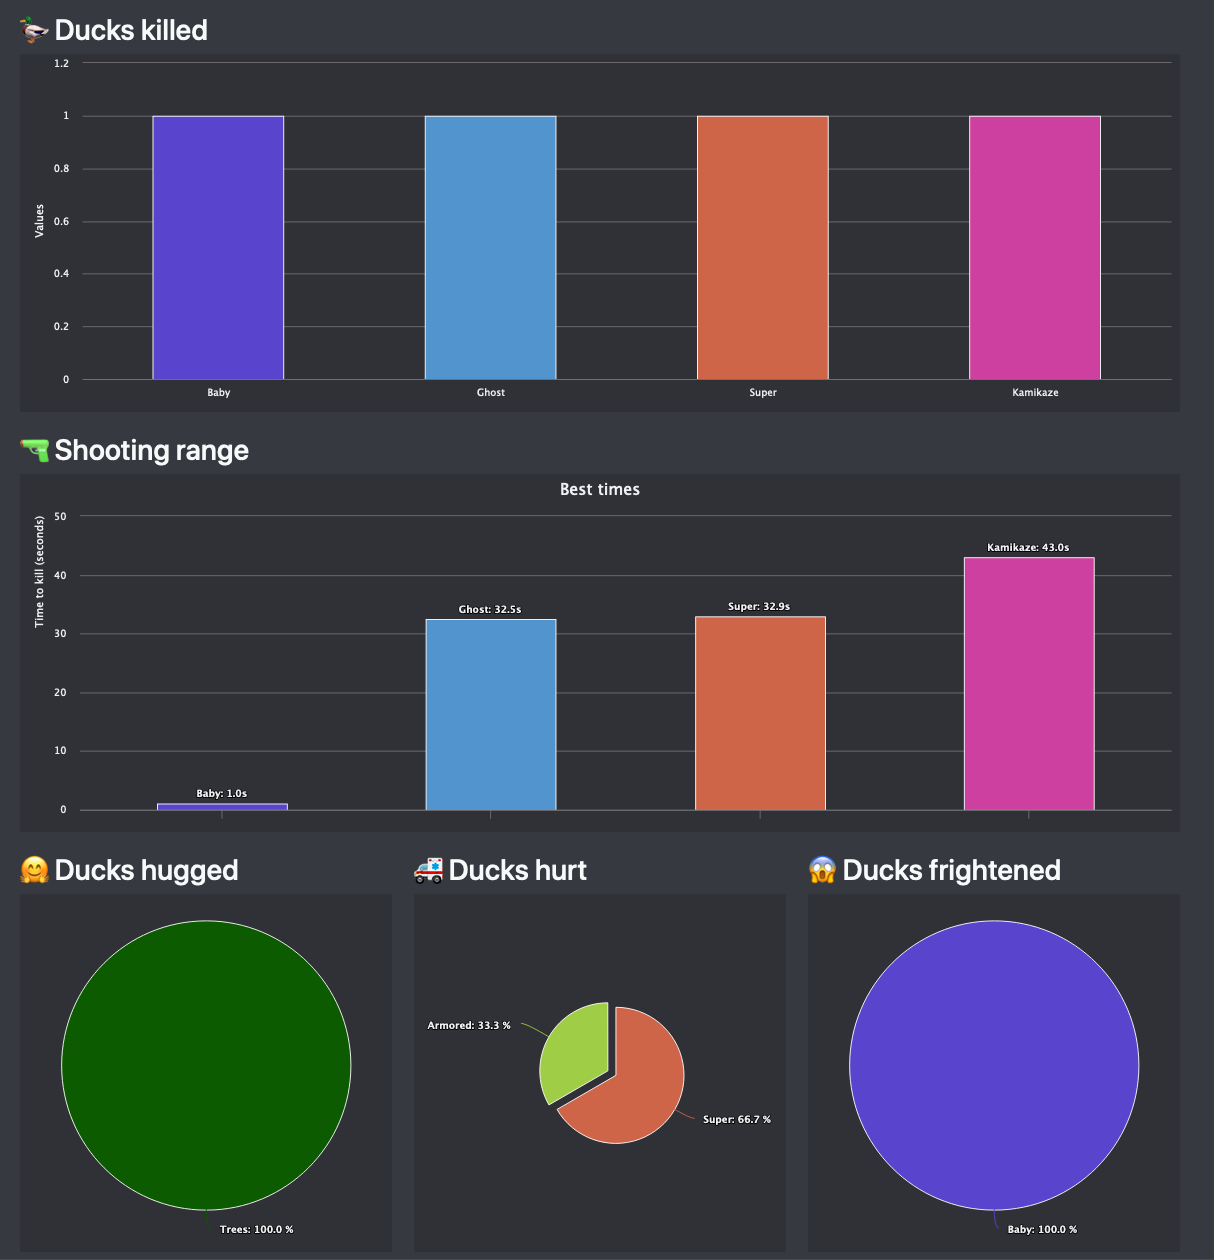 Ducks killed
1.2
1
0.8
0.6
0.4
0.2
0
Values
Baby
Ghost
Super
Kamikaze
Shooting range
Best times
Time to kill (seconds)
50
40
30
20
10
0
Baby: 1.0s
Ghost: 32.5s
Super: 32.9s
Kamikaze: 43.0s
Ducks hugged
Trees: 100.0 %
Ducks hurt
Armored: 33.3 %
Super: 66.7 %
Ducks frightened
Baby: 100.0 %